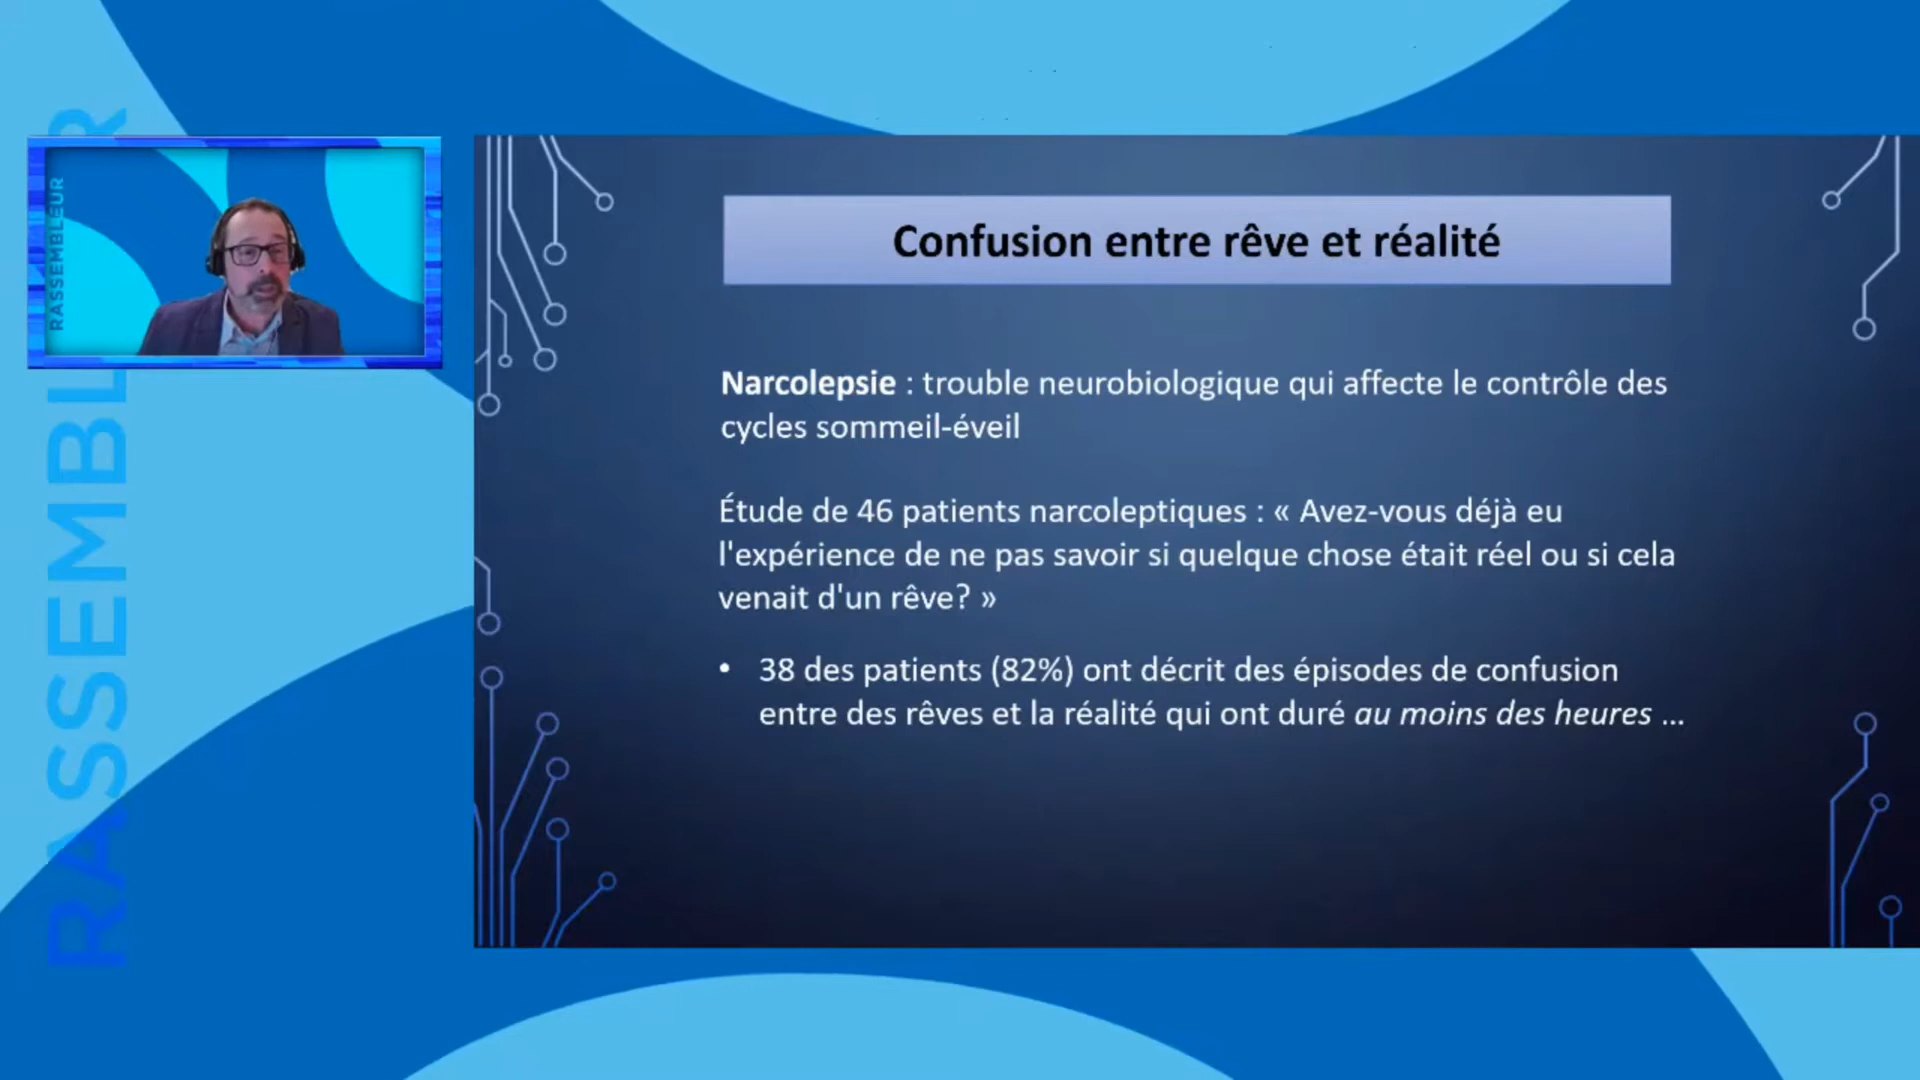 RASSEMBLEUR
RASSEMBL R
Confusion entre rêve et réalité
Narcolepsie : trouble neurobiologique qui affecte le contrôle des
cycles sommeil-éveil
Étude de 46 patients narcoleptiques : « Avez-vous déjà eu
l'expérience de ne pas savoir si quelque chose était réel ou si cela
venait d'un rêve? »
• 38 des patients (82%) ont décrit des épisodes de confusion
entre des rêves et la réalité qui ont duré au moins des heures ...